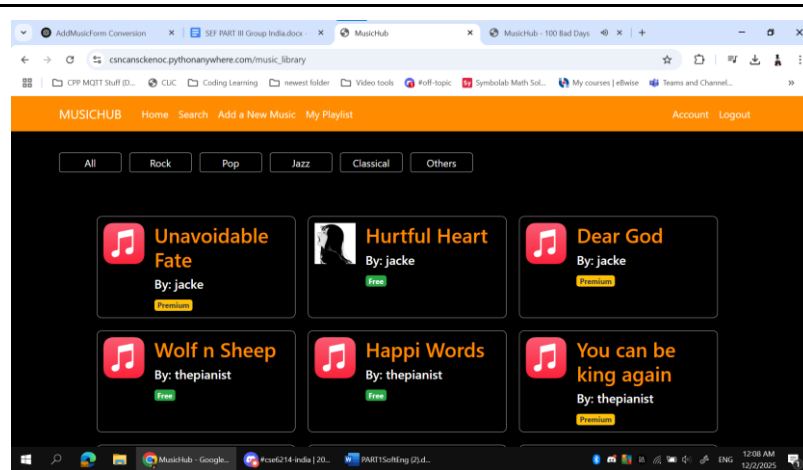 AddMusicForm Conversion
SEF PART III Group India.docx
MusicHub
MusicHub - 100 Bad Days
csncansckenoc.pythonanywhere.com/music_library
CPP MQTT Stuff (D...
CLiC
Coding Learning
newest folder
Video tools
#off-topic
Sy
Symbolab Math Sol...
My courses | eBwise
Teams and Channel...
MUSICHUB
Home
Search
Add a New Music
My Playlist
Account
Logout
All
Rock
Pop
Jazz
Classical
Others
Unavoidable
Fate
By: jacke
Premium
Hurtful Heart
By: jacke
Free
Dear God
By: jacke
Premium
Wolf n Sheep
By: thepianist
Free
Happi Words
By: thepianist
Free
You can be
king again
By: thepianist
Premium
MusicHub - Google...
#cse6214-india | 20...
PART1SoftEng (2).d...
ENG
12:08 AM
12/2/2025